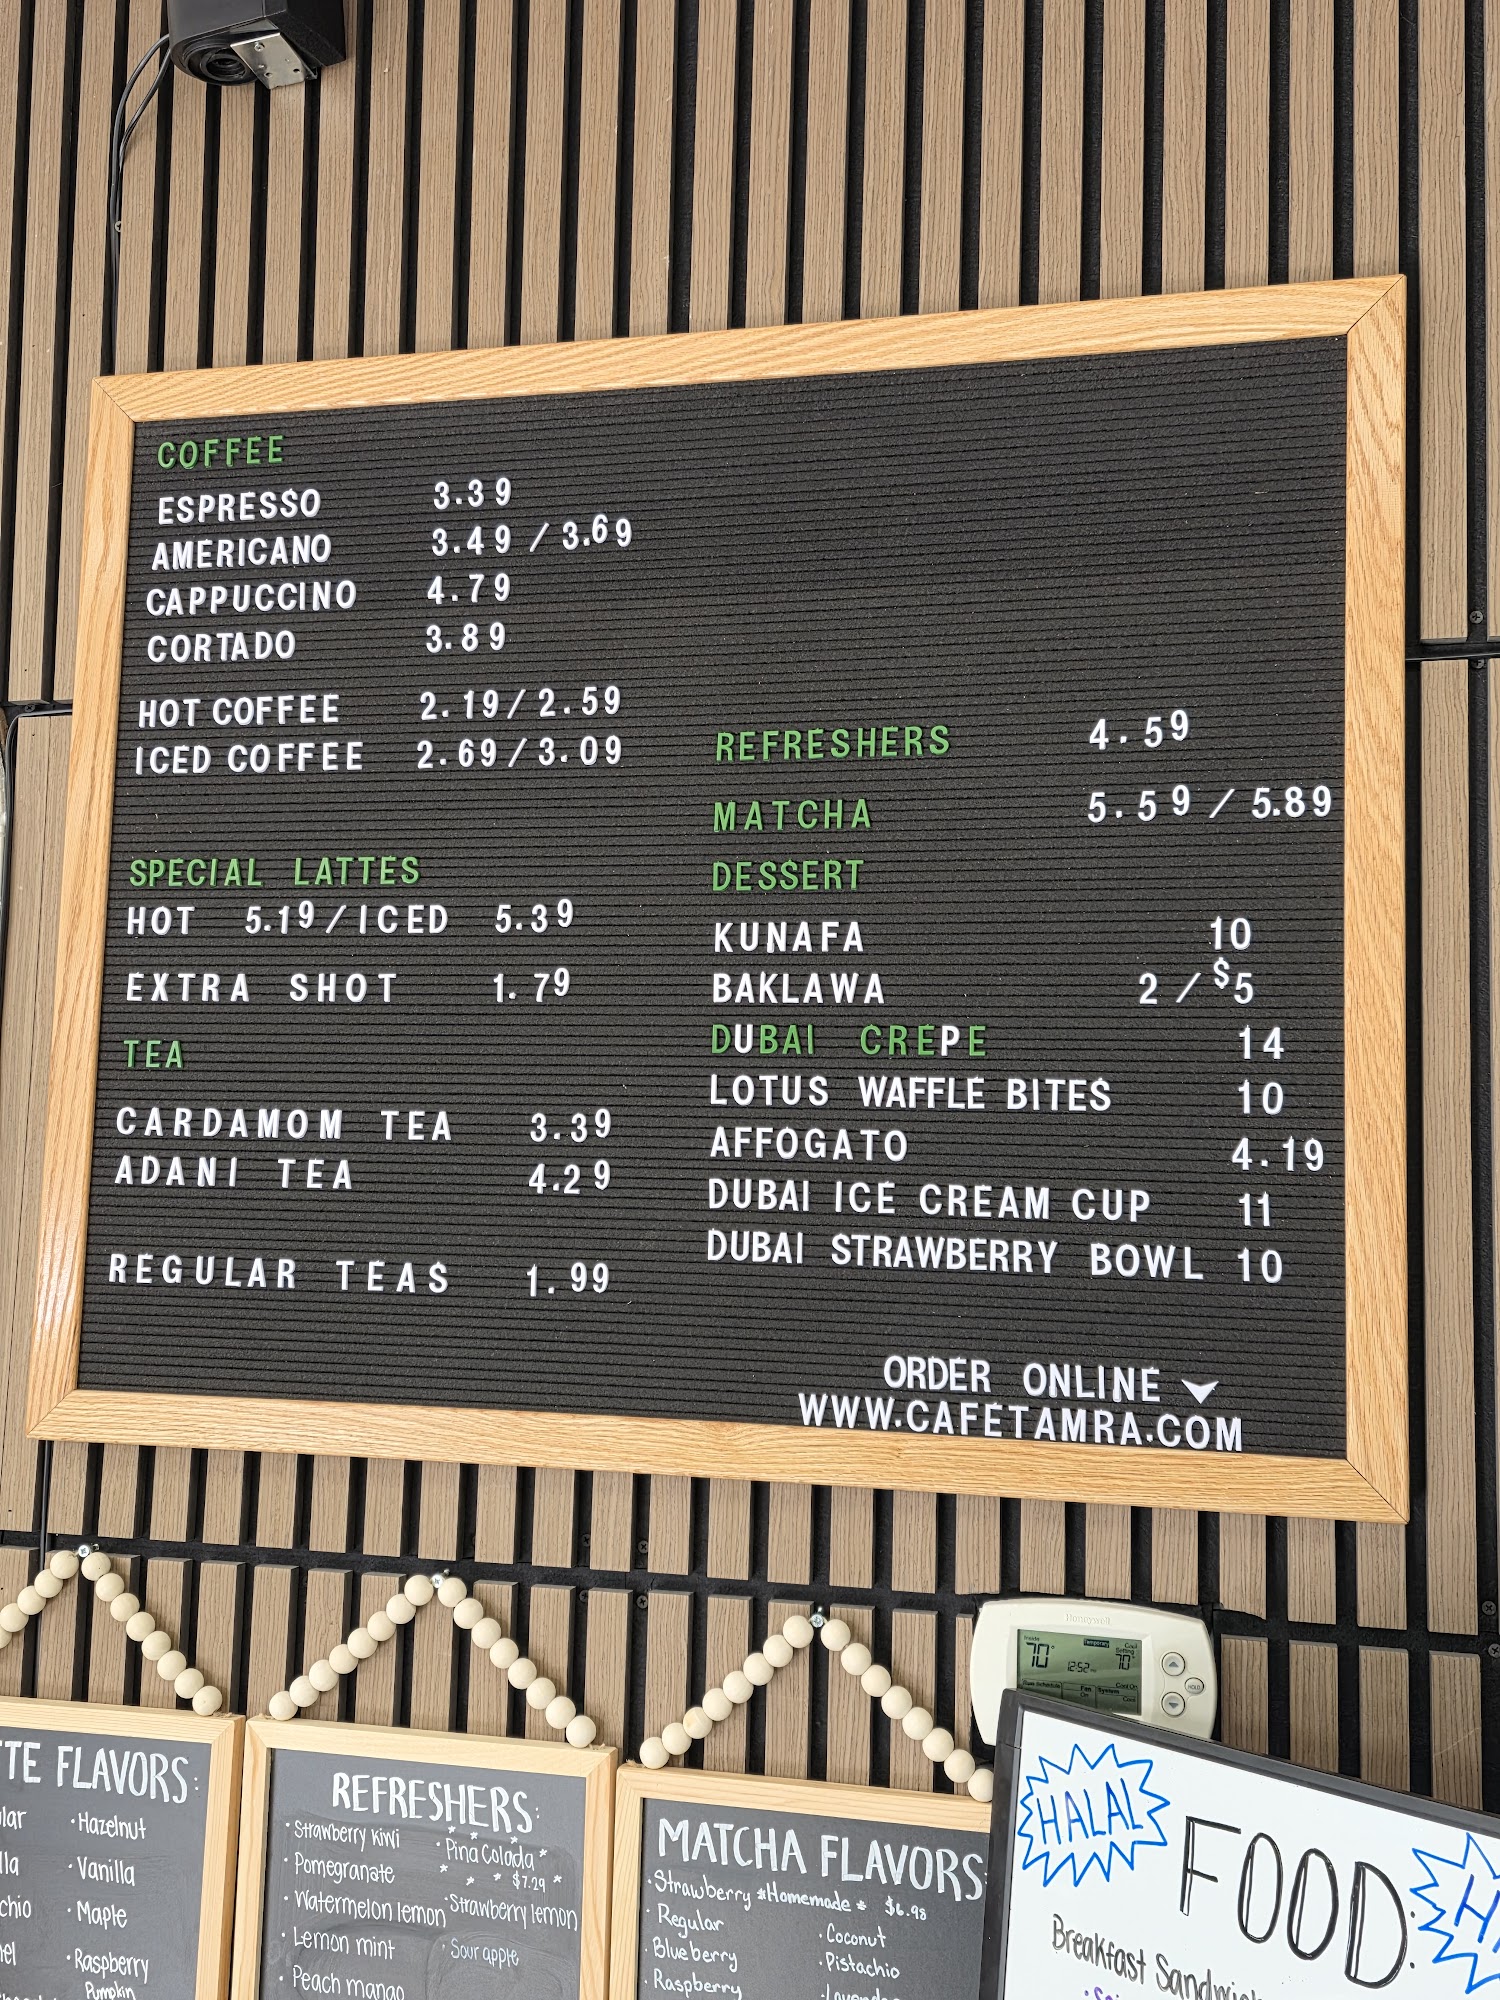 COFFEE
ESPRESSO 3.39
AMERICANO 3.49 / 3.69
CAPPUCCINO 4.79
CORTADO 3.89
HOT COFFEE 2.19/2.59
ICED COFFEE 2.69/3.09
SPECIAL LATTES
HOT 5.19/ICED 5.39
EXTRA SHOT 1.79
TEA
CARDAMOM TEA 3.39
ADANI TEA 4.29
REGULAR TEAS 1.99
REFRESHERS 4.59
MATCHA 5.59 / 5.89
DESSERT
KUNAFA 10
BAKLAWA 2 / $5
DUBAI CREPE 14
LOTUS WAFFLE BITES 10
AFFOGATO 4.19
DUBAI ICE CREAM CUP 11
DUBAI STRAWBERRY BOWL 10
ORDER ONLINE
WWW.CAFETAMRA.COM
FLAVORS:
• Hazelnut
• Vanilla
• Maple
• Raspberry
Pumpkin
REFRESHERS:
• Strawberry kiwi
• Pomegranate
• Watermelon lemon
• Lemon mint
• Peach mango
• Pina Colada
* $7.29 *
• Strawberry lemon
• Sour apple
MATCHA FLAVORS:
• Strawberry *Homemade* $6.98
• Regular
• Blueberry
• Raspberry
• Coconut
• Pistachio
Honeywell
70°
12:52
70°
HALAL
FOOD:
Breakfast